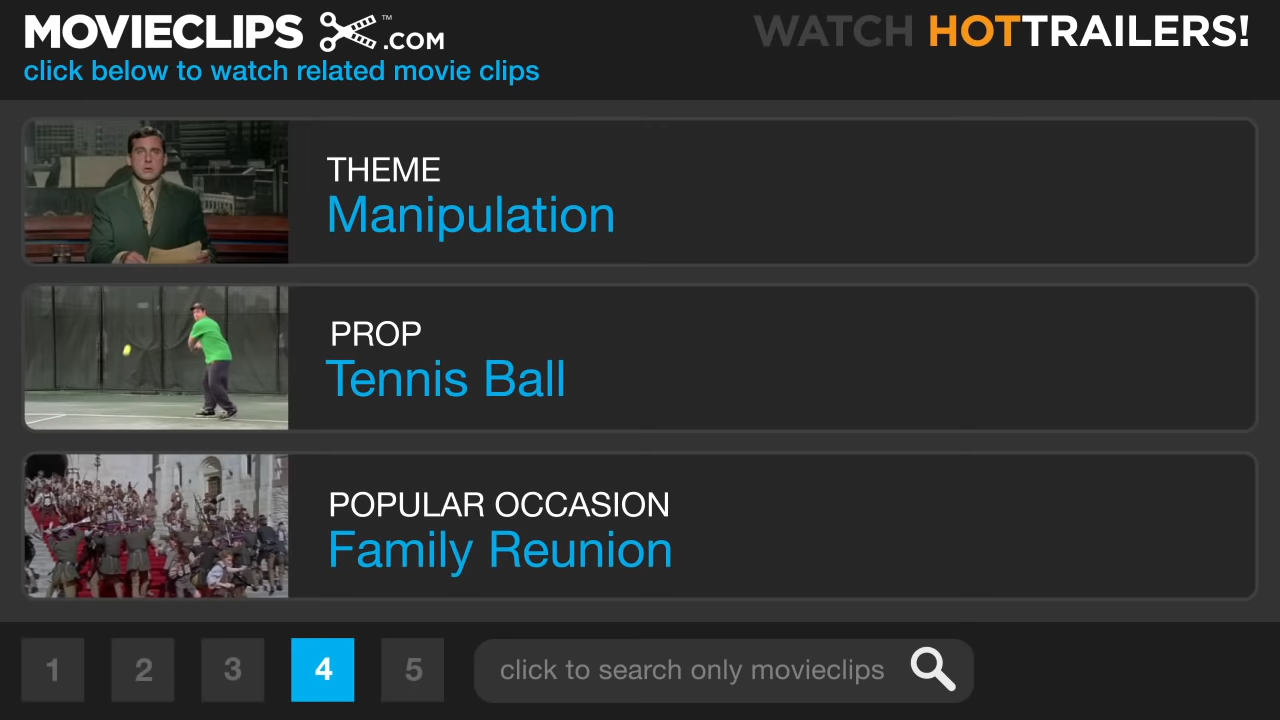 MOVIECLIPS™.COM
WATCH HOTTRAILERS!
click below to watch related movie clips
THEME
Manipulation
PROP
Tennis Ball
POPULAR OCCASION
Family Reunion
1 2 3 4 5 click to search only movieclips